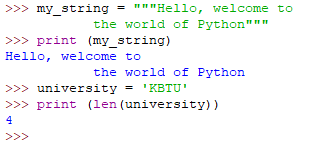 >>> my_string = """Hello, welcome to
            the world of Python"""
>>> print (my_string)
Hello, welcome to
            the world of Python
>>> university = 'KBTU'
>>> print (len(university))
4
>>>